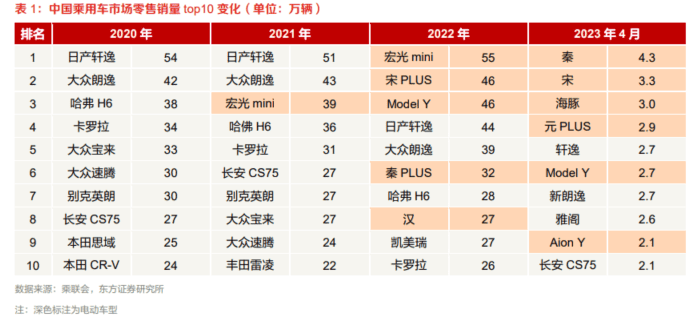 表 1：中国乘用车市场零售销量 top10 变化（单位：万辆）
排名 2020 年 2021 年 2022 年 2023 年 4 月
1 日产轩逸 54 日产轩逸 51 宏光 mini 55 秦 4.3
2 大众朗逸 42 大众朗逸 43 宋 PLUS 46 宋 3.3
3 哈弗 H6 38 宏光 mini 39 Model Y 46 海豚 3.0
4 卡罗拉 34 哈佛 H6 36 日产轩逸 44 元 PLUS 2.9
5 大众宝来 33 卡罗拉 31 大众朗逸 39 轩逸 2.7
6 大众速腾 30 长安 CS75 27 秦 PLUS 32 Model Y 2.7
7 别克英朗 30 别克英朗 27 哈弗 H6 28 新朗逸 2.7
8 长安 CS75 27 大众宝来 27 汉 27 雅阁 2.6
9 本田思域 25 大众速腾 24 凯美瑞 27 Aion Y 2.1
10 本田 CR-V 24 丰田雷凌 22 卡罗拉 26 长安 CS75 2.1
数据来源：乘联会，东方证券研究所
注：深色标注为电动车型